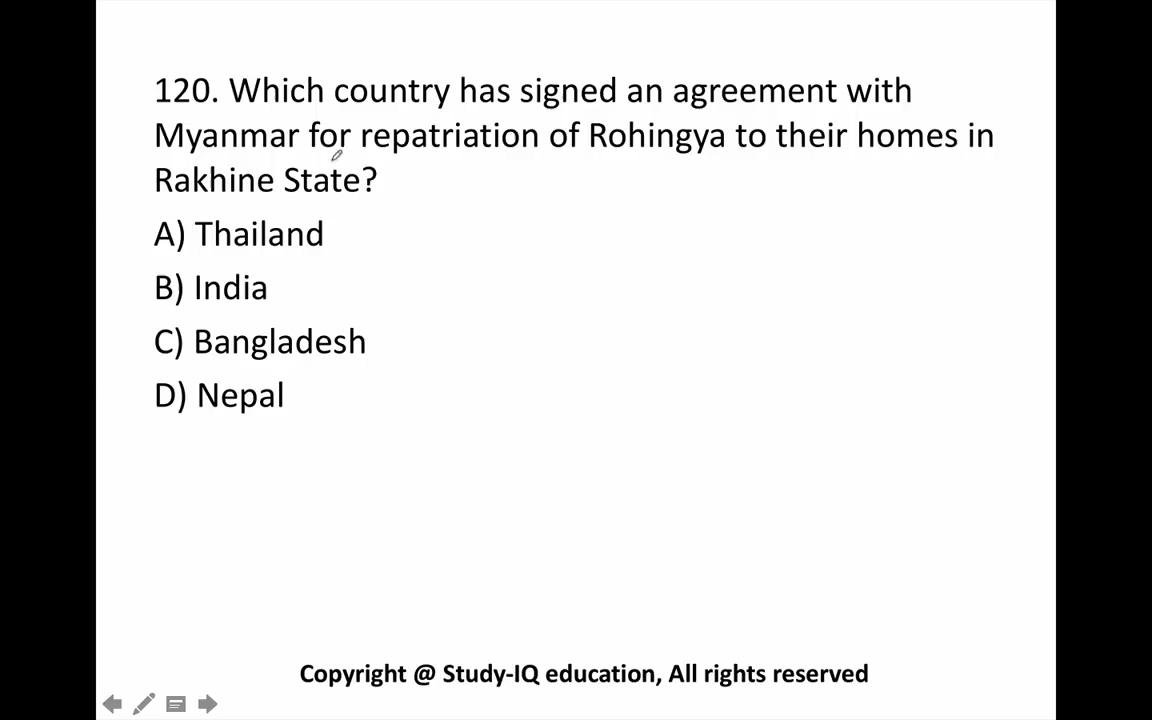 120. Which country has signed an agreement with
Myanmar for repatriation of Rohingya to their homes in
Rakhine State?
A) Thailand
B) India
C) Bangladesh
D) Nepal
Copyright @ Study-IQ education, All rights reserved